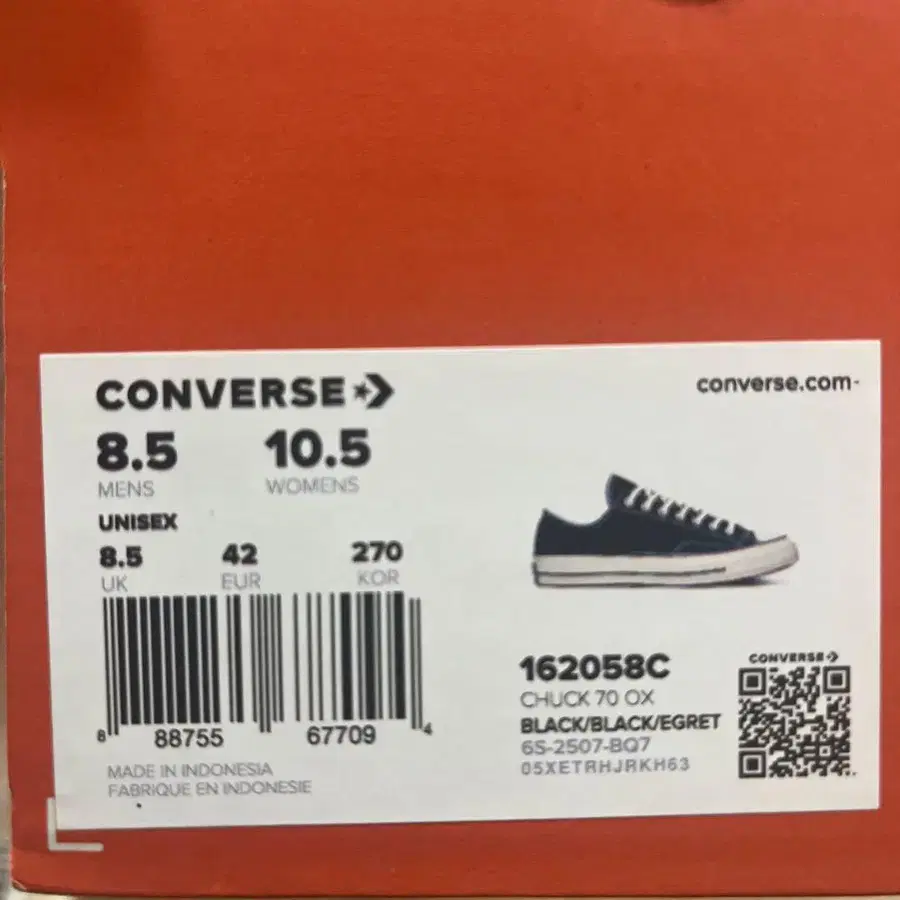 CONVERSE
converse.com
8.5 10.5
MENS WOMENS
UNISEX
8.5 42 270
UK EUR KOR
8 88755 67709 4
MADE IN INDONESIA
FABRIQUE EN INDONESIE
162058C
CHUCK 70 OX
BLACK/BLACK/EGRET
6S-2507-BQ7
05XETRHJRKH63
CONVERSE